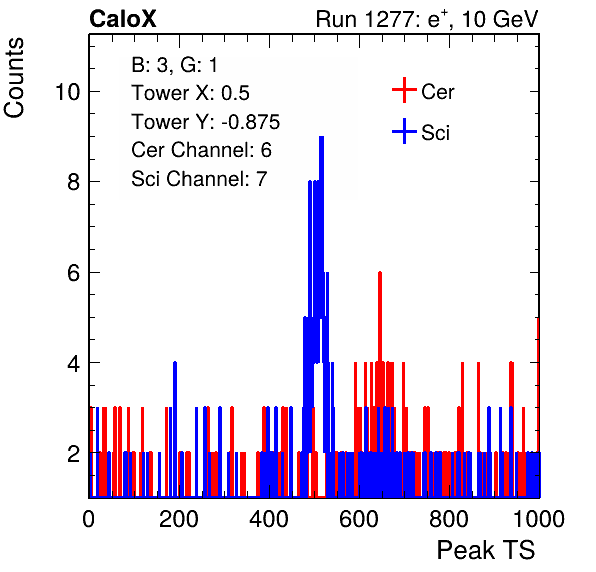 CaloX Run 1277: e⁺, 10 GeV
Counts
B: 3, G: 1
Tower X: 0.5
Tower Y: -0.875
Cer Channel: 6
Sci Channel: 7
Cer
Sci
10
8
6
4
2
0 200 400 600 800 1000
Peak TS